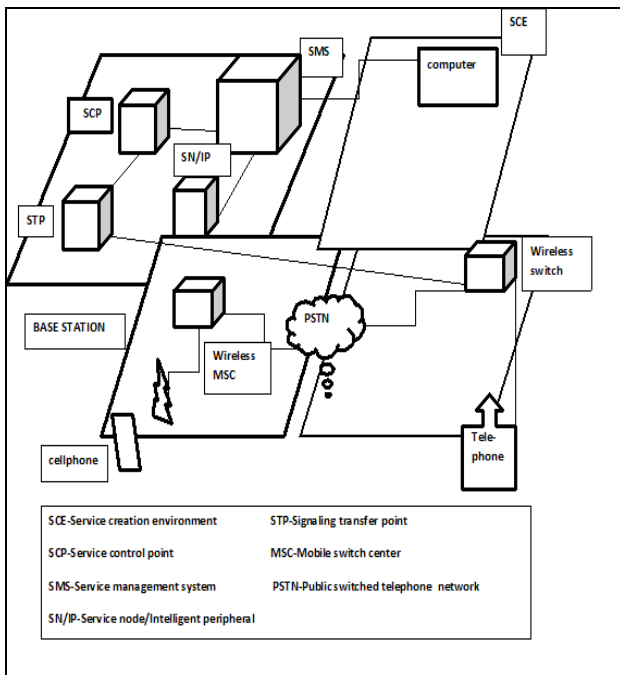 SCE
SMS
computer
SCP
SN/IP
STP
Wireless
switch
PSTN
BASE STATION
Wireless
MSC
Tele-
phone
cellphone
SCE-Service creation environment
STP-Signaling transfer point
SCP-Service control point
MSC-Mobile switch center
SMS-Service management system
PSTN-Public switched telephone network
SN/IP-Service node/Intelligent peripheral